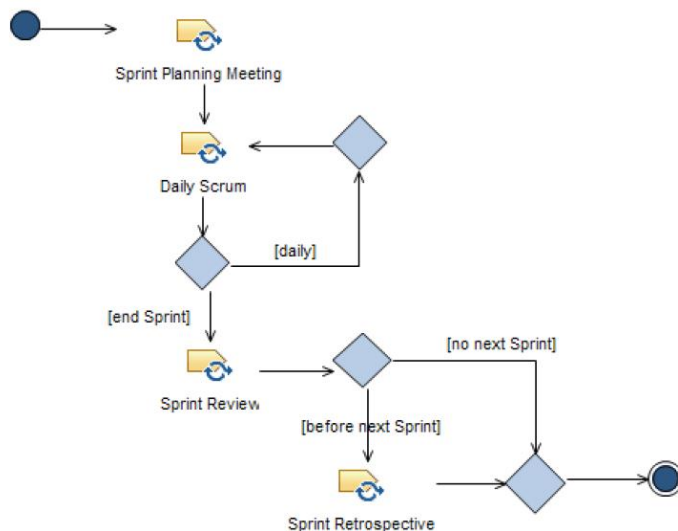 Sprint Planning Meeting
Daily Scrum
[daily]
[end Sprint]
[no next Sprint]
Sprint Review
[before next Sprint]
Sprint Retrospective